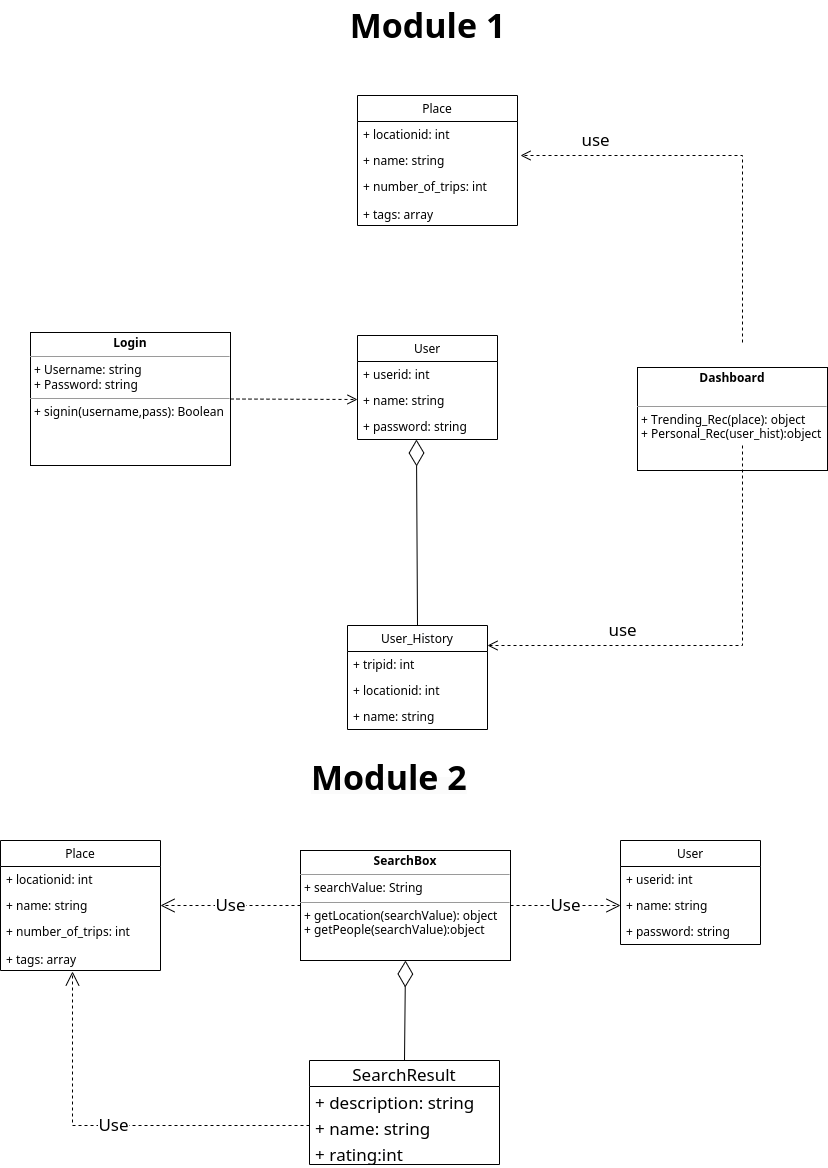 Module 1
Place
+ locationid: int
+ name: string
+ number_of_trips: int
+ tags: array
use
Login
+ Username: string
+ Password: string
+ signin(username,pass): Boolean
User
+ userid: int
+ name: string
+ password: string
Dashboard
+ Trending_Rec(place): object
+ Personal_Rec(user_hist):object
use
User_History
+ tripid: int
+ locationid: int
+ name: string
Module 2
Place
+ locationid: int
+ name: string
+ number_of_trips: int
+ tags: array
Use
SearchBox
+ searchValue: String
+ getLocation(searchValue): object
+ getPeople(searchValue):object
Use
User
+ userid: int
+ name: string
+ password: string
SearchResult
+ description: string
+ name: string
+ rating:int
Use